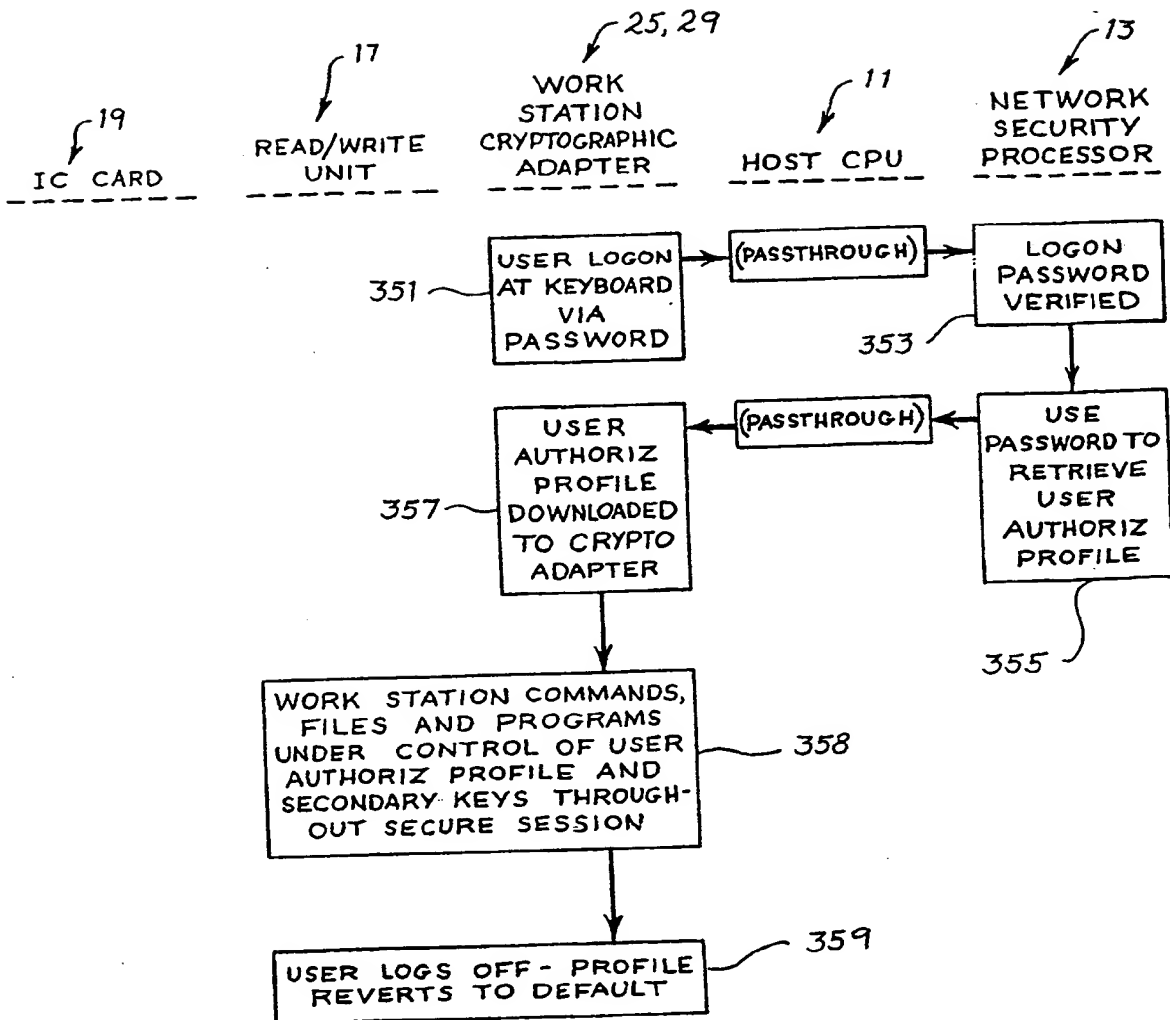 25, 29
17
13
19
11
WORK
STATION
CRYPTOGRAPHIC
ADAPTER
NETWORK
SECURITY
PROCESSOR
READ/WRITE
UNIT
HOST CPU
IC CARD
USER LOGON
AT KEYBOARD
VIA
PASSWORD
351
(PASSTHROUGH)
LOGON
PASSWORD
VERIFIED
353
USER
AUTHORIZ
PROFILE
DOWNLOADED
TO CRYPTO
ADAPTER
357
(PASSTHROUGH)
USE
PASSWORD TO
RETRIEVE
USER
AUTHORIZ
PROFILE
355
WORK STATION COMMANDS,
FILES AND PROGRAMS
UNDER CONTROL OF USER
AUTHORIZ PROFILE AND
SECONDARY KEYS THROUGH-
OUT SECURE SESSION
358
USER LOGS OFF - PROFILE
REVERTS TO DEFAULT
359